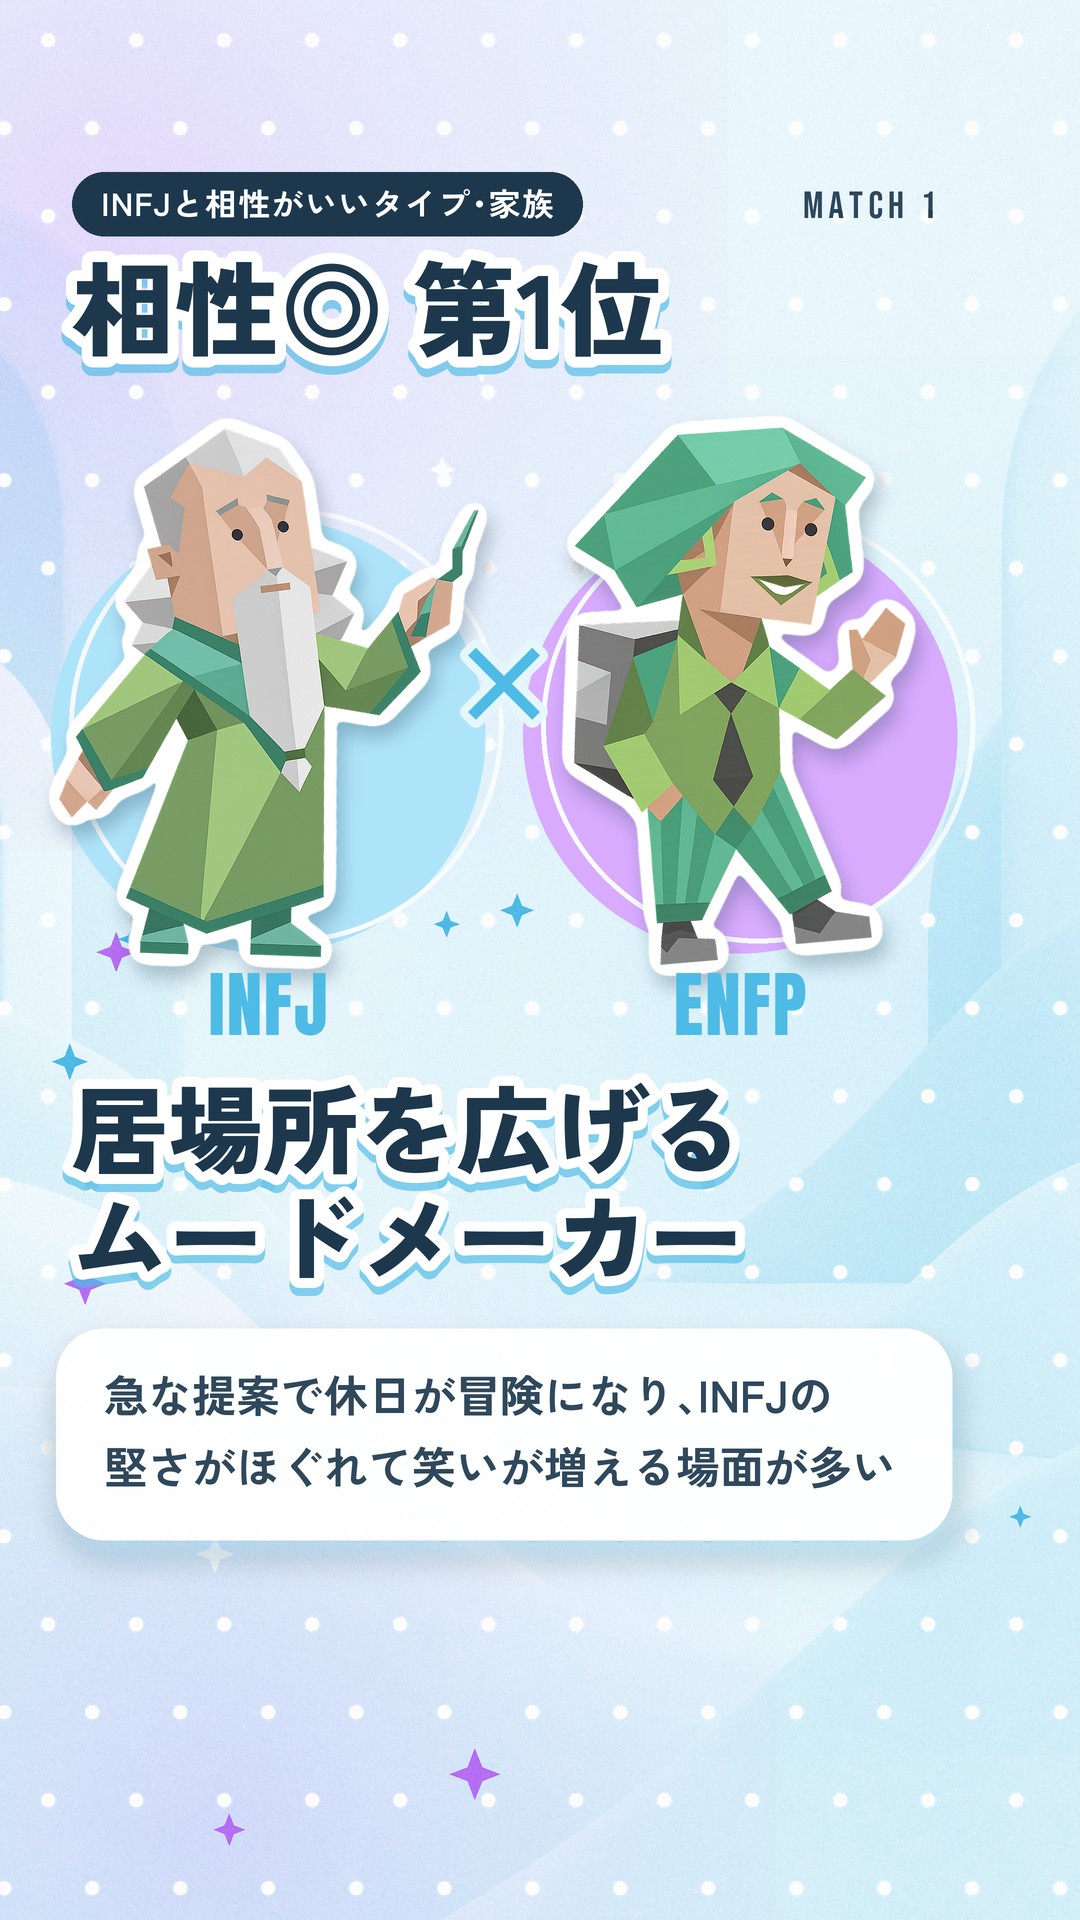 INFJと相性がいいタイプ・家族
MATCH 1
相性◎ 第1位
INFJ
ENFP
居場所を広げる
ムードメーカー
急な提案で休日が冒険になり、INFJの
堅さがほぐれて笑いが増える場面が多い